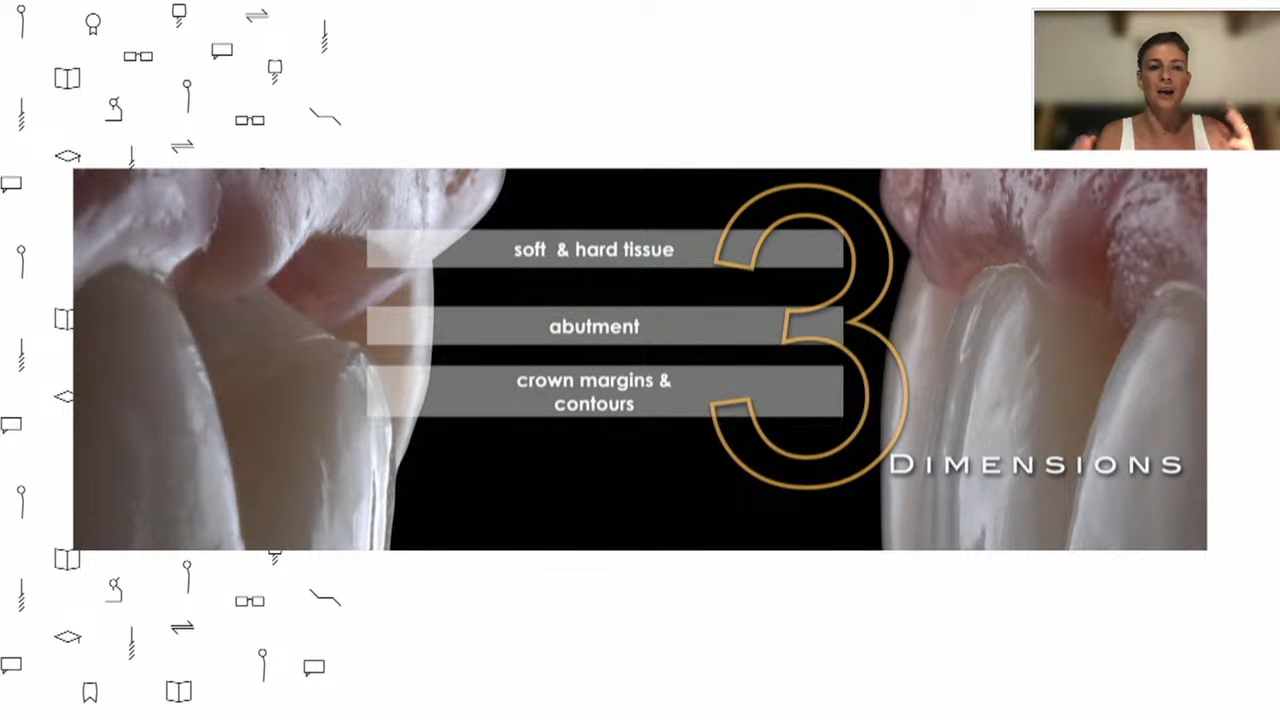 soft & hard tissue
abutment
crown margins &
contours
3
DIMENSIONS